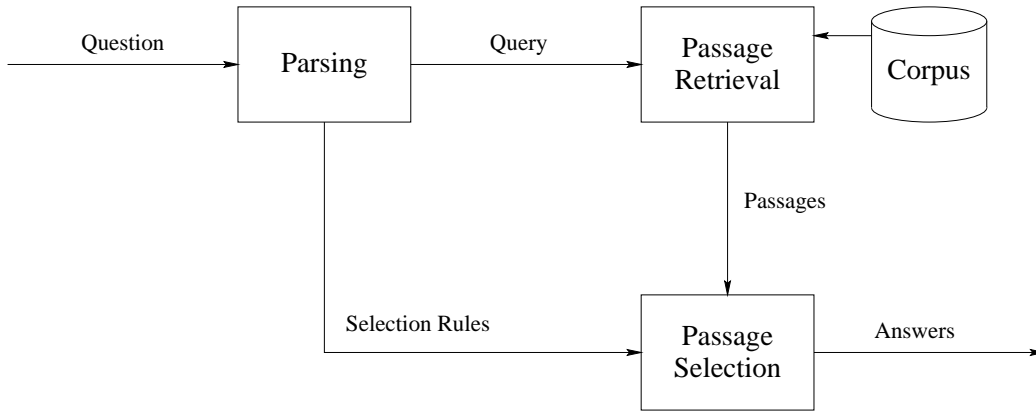 Question
Parsing
Query
Passage
Retrieval
Corpus
Passages
Selection Rules
Passage
Selection
Answers